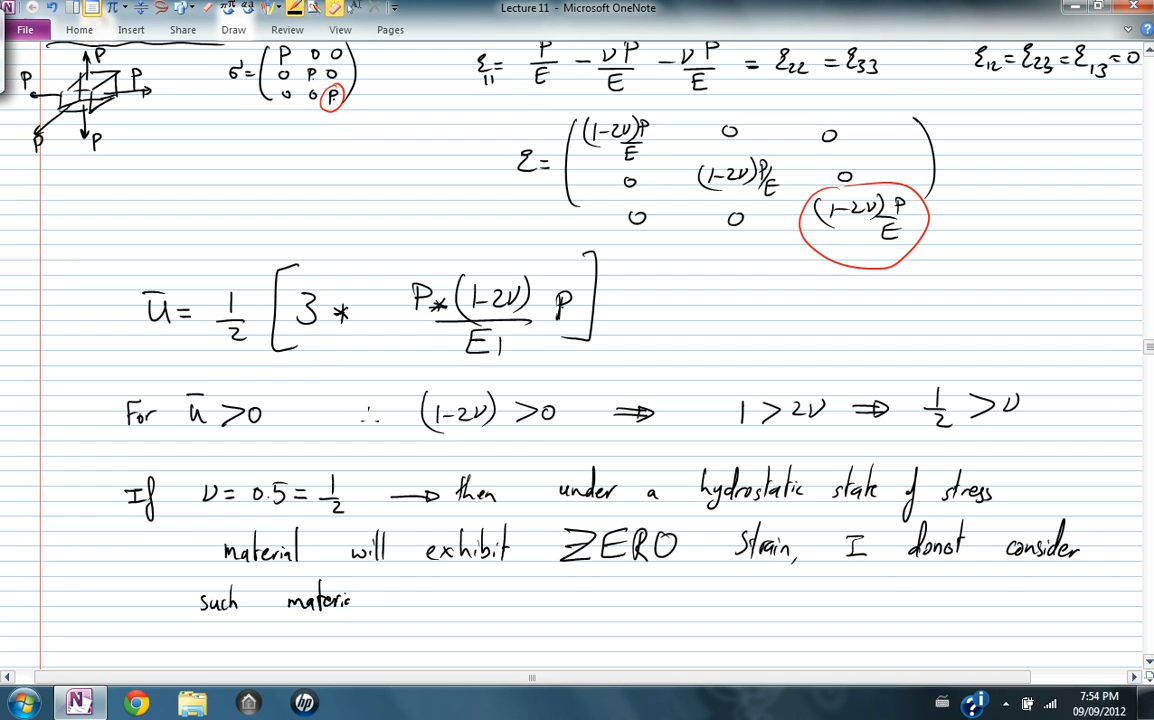 Lecture 11 - Microsoft OneNote
File Home Insert Share Draw Review View Pages
P P P P P
σ = ( P 0 0
0 P 0
0 0 P )
ε11 = P/E - νP/E - νP/E = ε22 = ε33
ε12 = ε23 = ε13 = 0
ε = ( (1-2ν)P/E 0 0
0 (1-2ν)P/E 0
0 0 (1-2ν)P/E )
ū = 1/2 [ 3 * P*(1-2ν)P/E ]
For ū >0 ∴ (1-2ν) >0 ⇒ 1 > 2ν ⇒ 1/2 > ν
If ν = 0.5 = 1/2 → then under a hydrostatic state of stress
material will exhibit ZERO strain, I donot consider
such materic
7:54 PM
09/09/2012